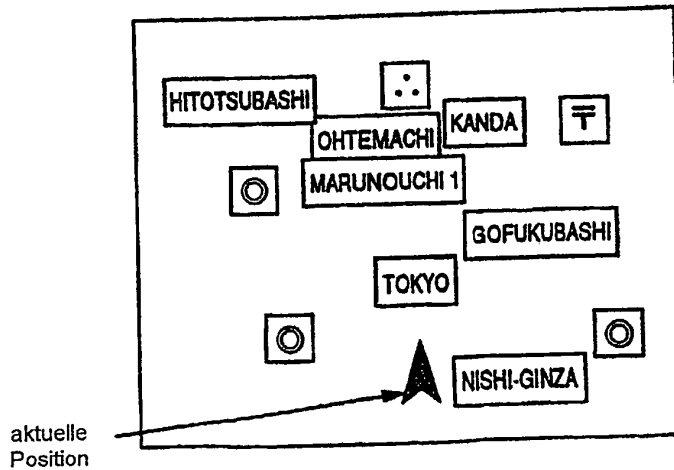 HITOTSUBASHI
KANDA
〒
OHTEMACHI
MARUNOUCHI 1
GOFUKUBASHI
TOKYO
NISHI-GINZA
aktuelle
Position